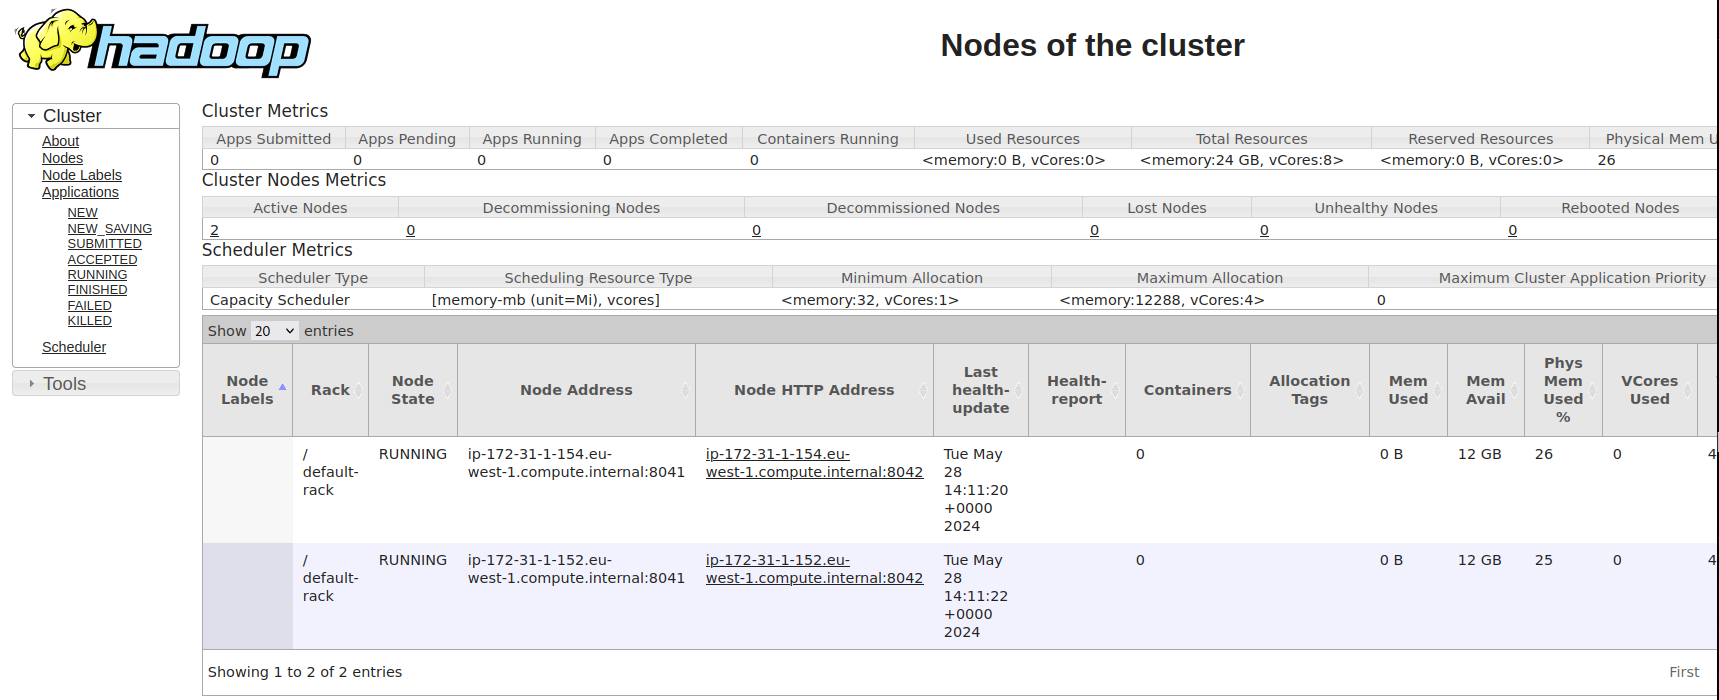 hadoop
Nodes of the cluster
Cluster
About
Nodes
Node Labels
Applications
NEW
NEW_SAVING
SUBMITTED
ACCEPTED
RUNNING
FINISHED
FAILED
KILLED
Scheduler
Tools
Cluster Metrics
Apps Submitted Apps Pending Apps Running Apps Completed Containers Running Used Resources Total Resources Reserved Resources Physical Mem U
0 0 0 0 0 <memory:0 B, vCores:0> <memory:24 GB, vCores:8> <memory:0 B, vCores:0> 26
Cluster Nodes Metrics
Active Nodes Decommissioning Nodes Decommissioned Nodes Lost Nodes Unhealthy Nodes Rebooted Nodes
2 0 0 0 0 0
Scheduler Metrics
Scheduler Type Scheduling Resource Type Minimum Allocation Maximum Allocation Maximum Cluster Application Priority
Capacity Scheduler [memory-mb (unit=Mi), vcores] <memory:32, vCores:1> <memory:12288, vCores:4> 0
Show 20 entries
Node Labels Rack Node State Node Address Node HTTP Address Last health-update Health-report Containers Allocation Tags Mem Used Mem Avail Phys Mem Used % VCores Used
/default-rack RUNNING ip-172-31-1-154.eu-west-1.compute.internal:8041 ip-172-31-1-154.eu-west-1.compute.internal:8042 Tue May 28 14:11:20 +0000 2024 0 0 B 12 GB 26 0 4
/default-rack RUNNING ip-172-31-1-152.eu-west-1.compute.internal:8041 ip-172-31-1-152.eu-west-1.compute.internal:8042 Tue May 28 14:11:22 +0000 2024 0 0 B 12 GB 25 0 4
Showing 1 to 2 of 2 entries
First